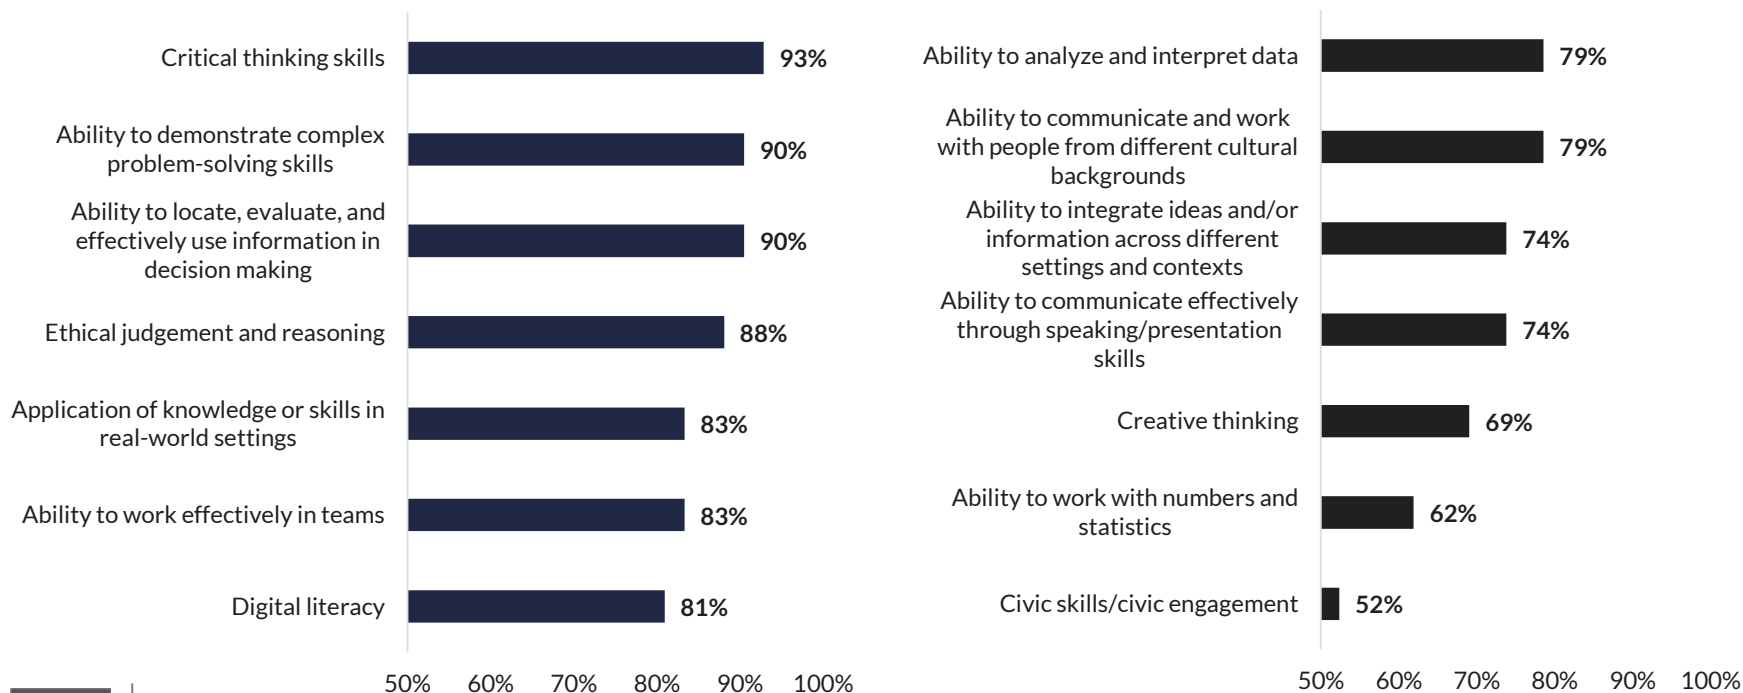 Critical thinking skills
93%
Ability to demonstrate complex
problem-solving skills
90%
Ability to locate, evaluate, and
effectively use information in
decision making
90%
Ethical judgement and reasoning
88%
Application of knowledge or skills in
real-world settings
83%
Ability to work effectively in teams
83%
Digital literacy
81%
50% 60% 70% 80% 90% 100%
Ability to analyze and interpret data
79%
Ability to communicate and work
with people from different cultural
backgrounds
79%
Ability to integrate ideas and/or
information across different
settings and contexts
74%
Ability to communicate effectively
through speaking/presentation
skills
74%
Creative thinking
69%
Ability to work with numbers and
statistics
62%
Civic skills/civic engagement
52%
50% 60% 70% 80% 90% 100%